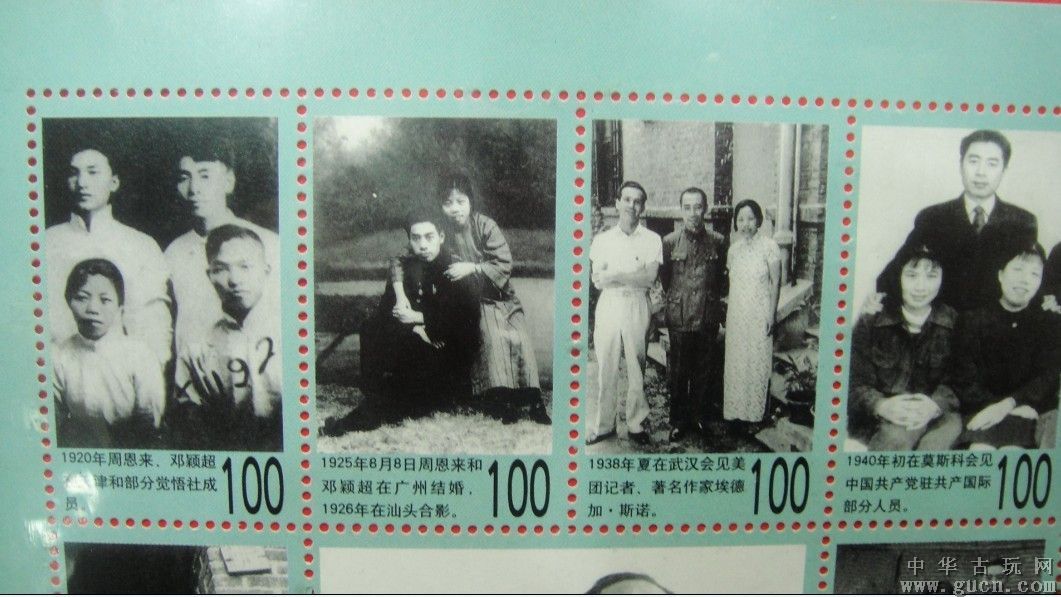 1920年周恩来、邓颖超
津和部分觉悟社成
员。
100
1925年8月8日周恩来和
邓颖超在广州结婚，
1926年在汕头合影。
100
1938年夏在武汉会见美
团记者、著名作家埃德
加·斯诺。
100
1940年初在莫斯科会见
中国共产党驻共产国际
部分人员。
100
中华古玩网
www.gucn.com